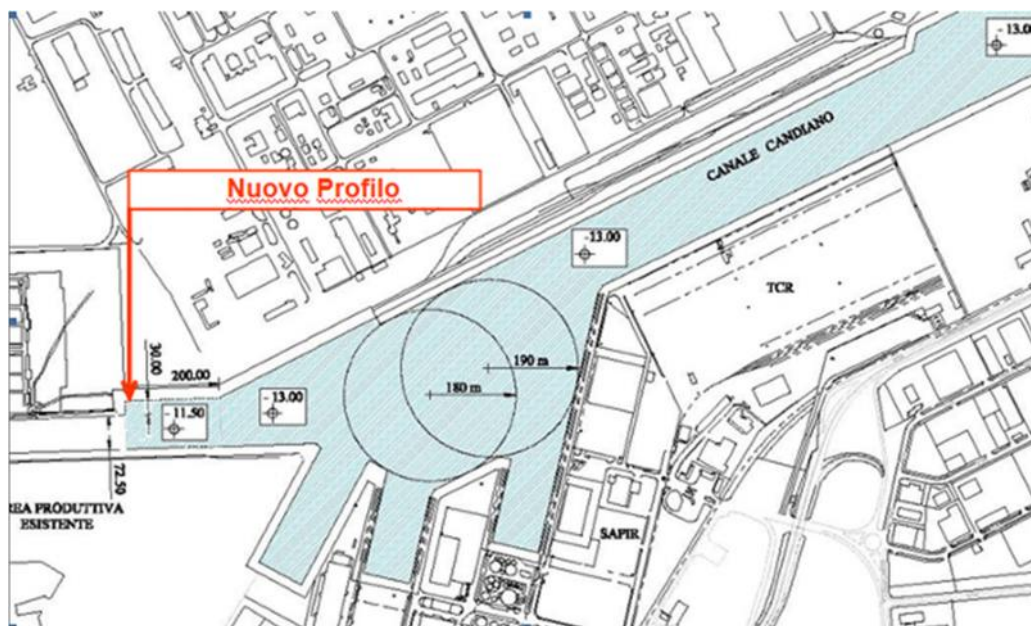 -13.00
CANALE CANDIANO
Nuovo Profilo
-13.00
TCR
30.00
200.00
190 m
180 m
-13.00
-11.50
72.50
REA PRODUTTIVA
ESISTENTE
SAPIR